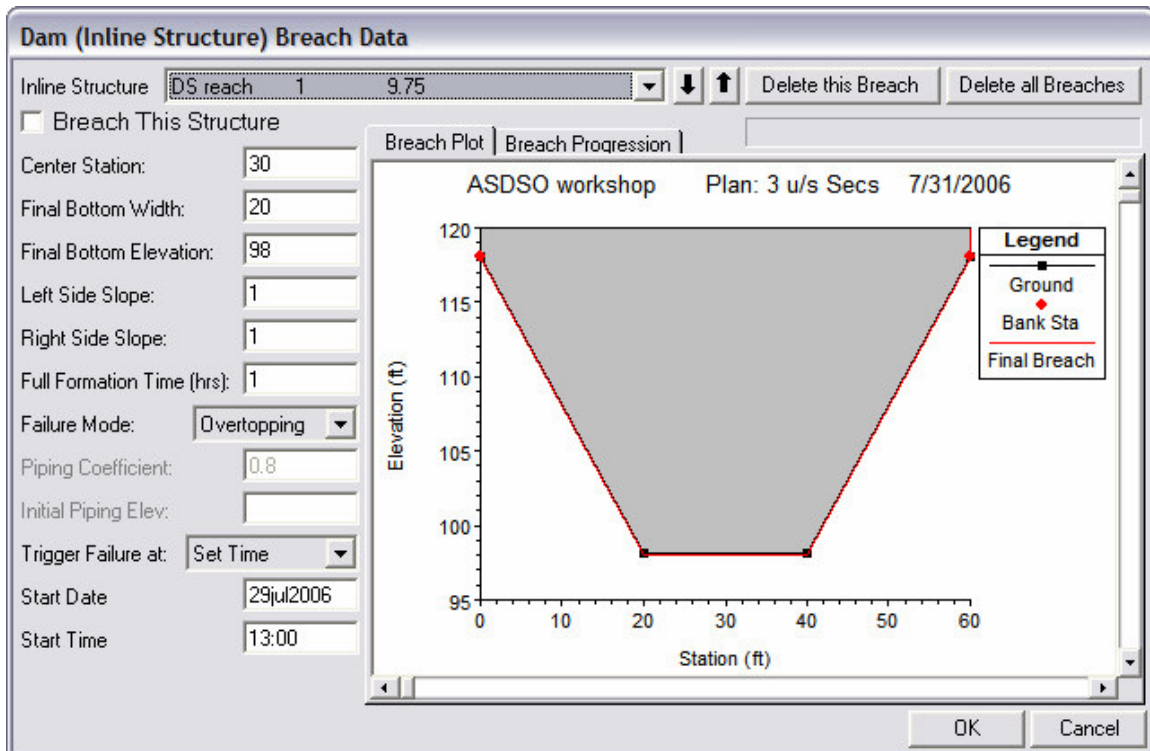 Dam (Inline Structure) Breach Data
Inline Structure DS reach 1 9.75 Delete this Breach Delete all Breaches
Breach This Structure
Center Station: 30
Final Bottom Width: 20
Final Bottom Elevation: 98
Left Side Slope: 1
Right Side Slope: 1
Full Formation Time (hrs): 1
Failure Mode: Overtopping
Piping Coefficient: 0.8
Initial Piping Elev:
Trigger Failure at: Set Time
Start Date 29jul2006
Start Time 13:00
Breach Plot Breach Progression
ASDSO workshop Plan: 3 u/s Secs 7/31/2006
120
115
110
105
100
95
Elevation (ft)
0 10 20 30 40 50 60
Station (ft)
Legend
Ground
Bank Sta
Final Breach
OK Cancel